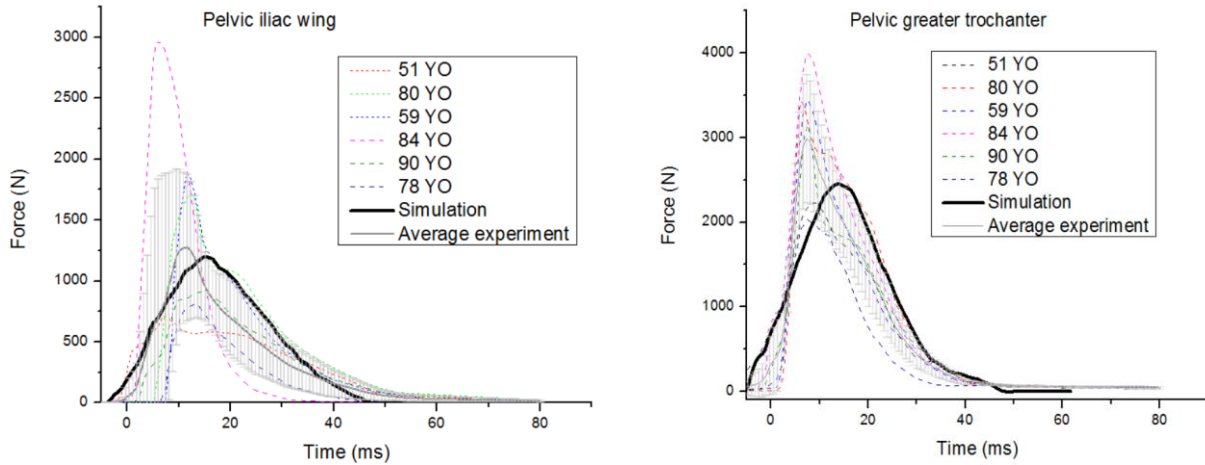 Pelvic iliac wing
3000
2500
2000
1500
1000
500
0
Force (N)
51 YO
80 YO
59 YO
84 YO
90 YO
78 YO
Simulation
Average experiment
0
20
40
60
80
Time (ms)
Pelvic greater trochanter
4000
3000
2000
1000
0
Force (N)
51 YO
80 YO
59 YO
84 YO
90 YO
78 YO
Simulation
Average experiment
0
20
40
60
80
Time (ms)